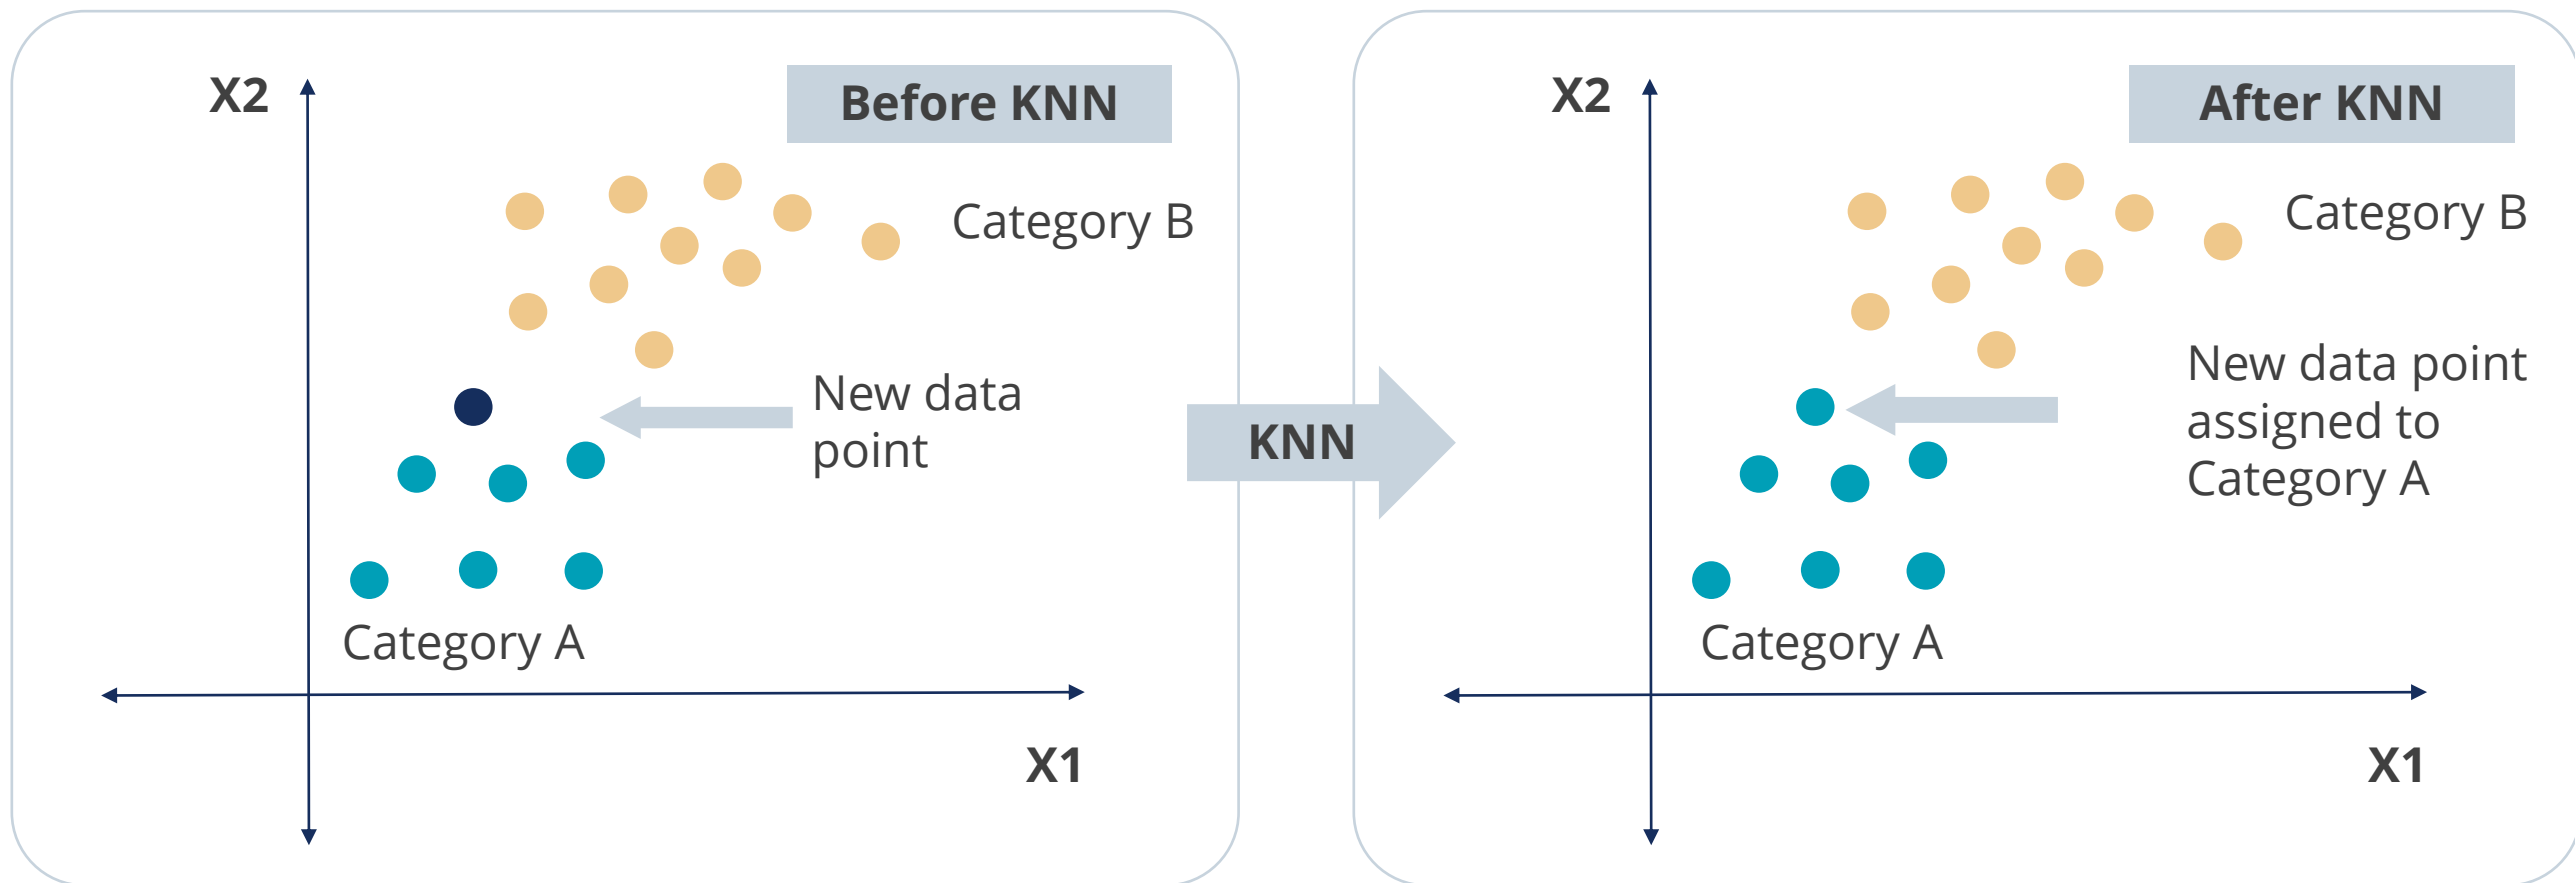 X2
Before KNN
Category B
New data
point
Category A
X1
KNN
X2
After KNN
Category B
New data point
assigned to
Category A
Category A
X1